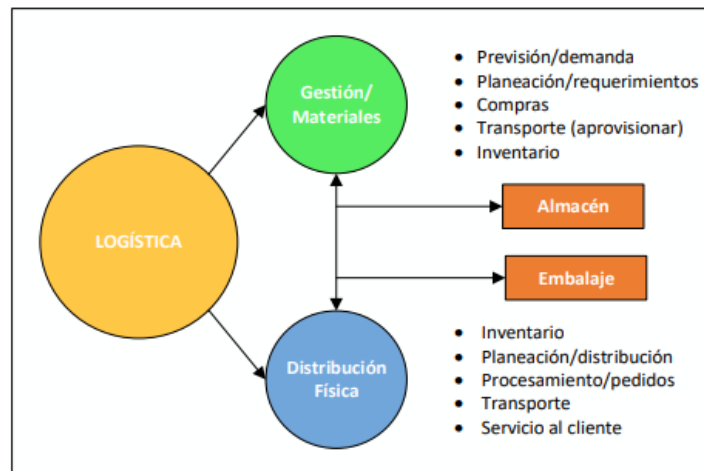 LOGÍSTICA
Gestión/
Materiales
• Previsión/demanda
• Planeación/requerimientos
• Compras
• Transporte (aprovisionar)
• Inventario
Almacén
Embalaje
Distribución
Física
• Inventario
• Planeación/distribución
• Procesamiento/pedidos
• Transporte
• Servicio al cliente